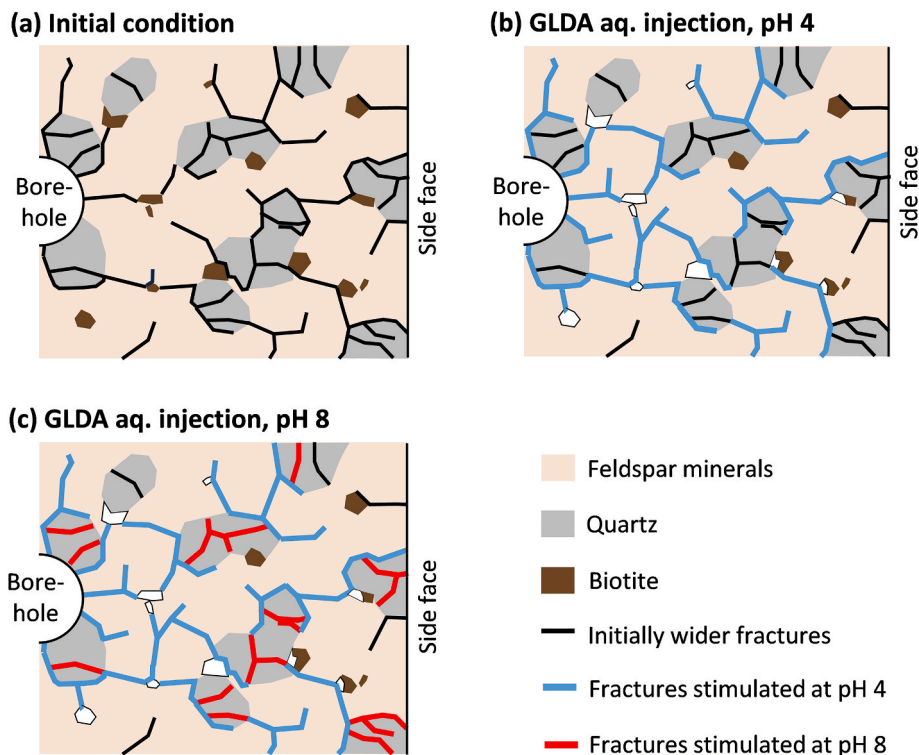 (a) Initial condition
Bore-
hole
Side face
(b) GLDA aq. injection, pH 4
Bore-
hole
Side face
(c) GLDA aq. injection, pH 8
Bore-
hole
Side face
Feldspar minerals
Quartz
Biotite
Initially wider fractures
Fractures stimulated at pH 4
Fractures stimulated at pH 8